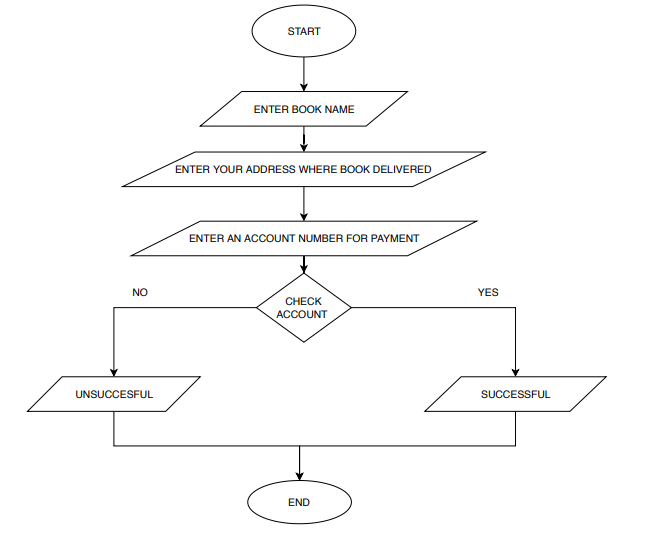 START
ENTER BOOK NAME
ENTER YOUR ADDRESS WHERE BOOK DELIVERED
ENTER AN ACCOUNT NUMBER FOR PAYMENT
NO
CHECK
ACCOUNT
YES
UNSUCCESFUL
SUCCESSFUL
END